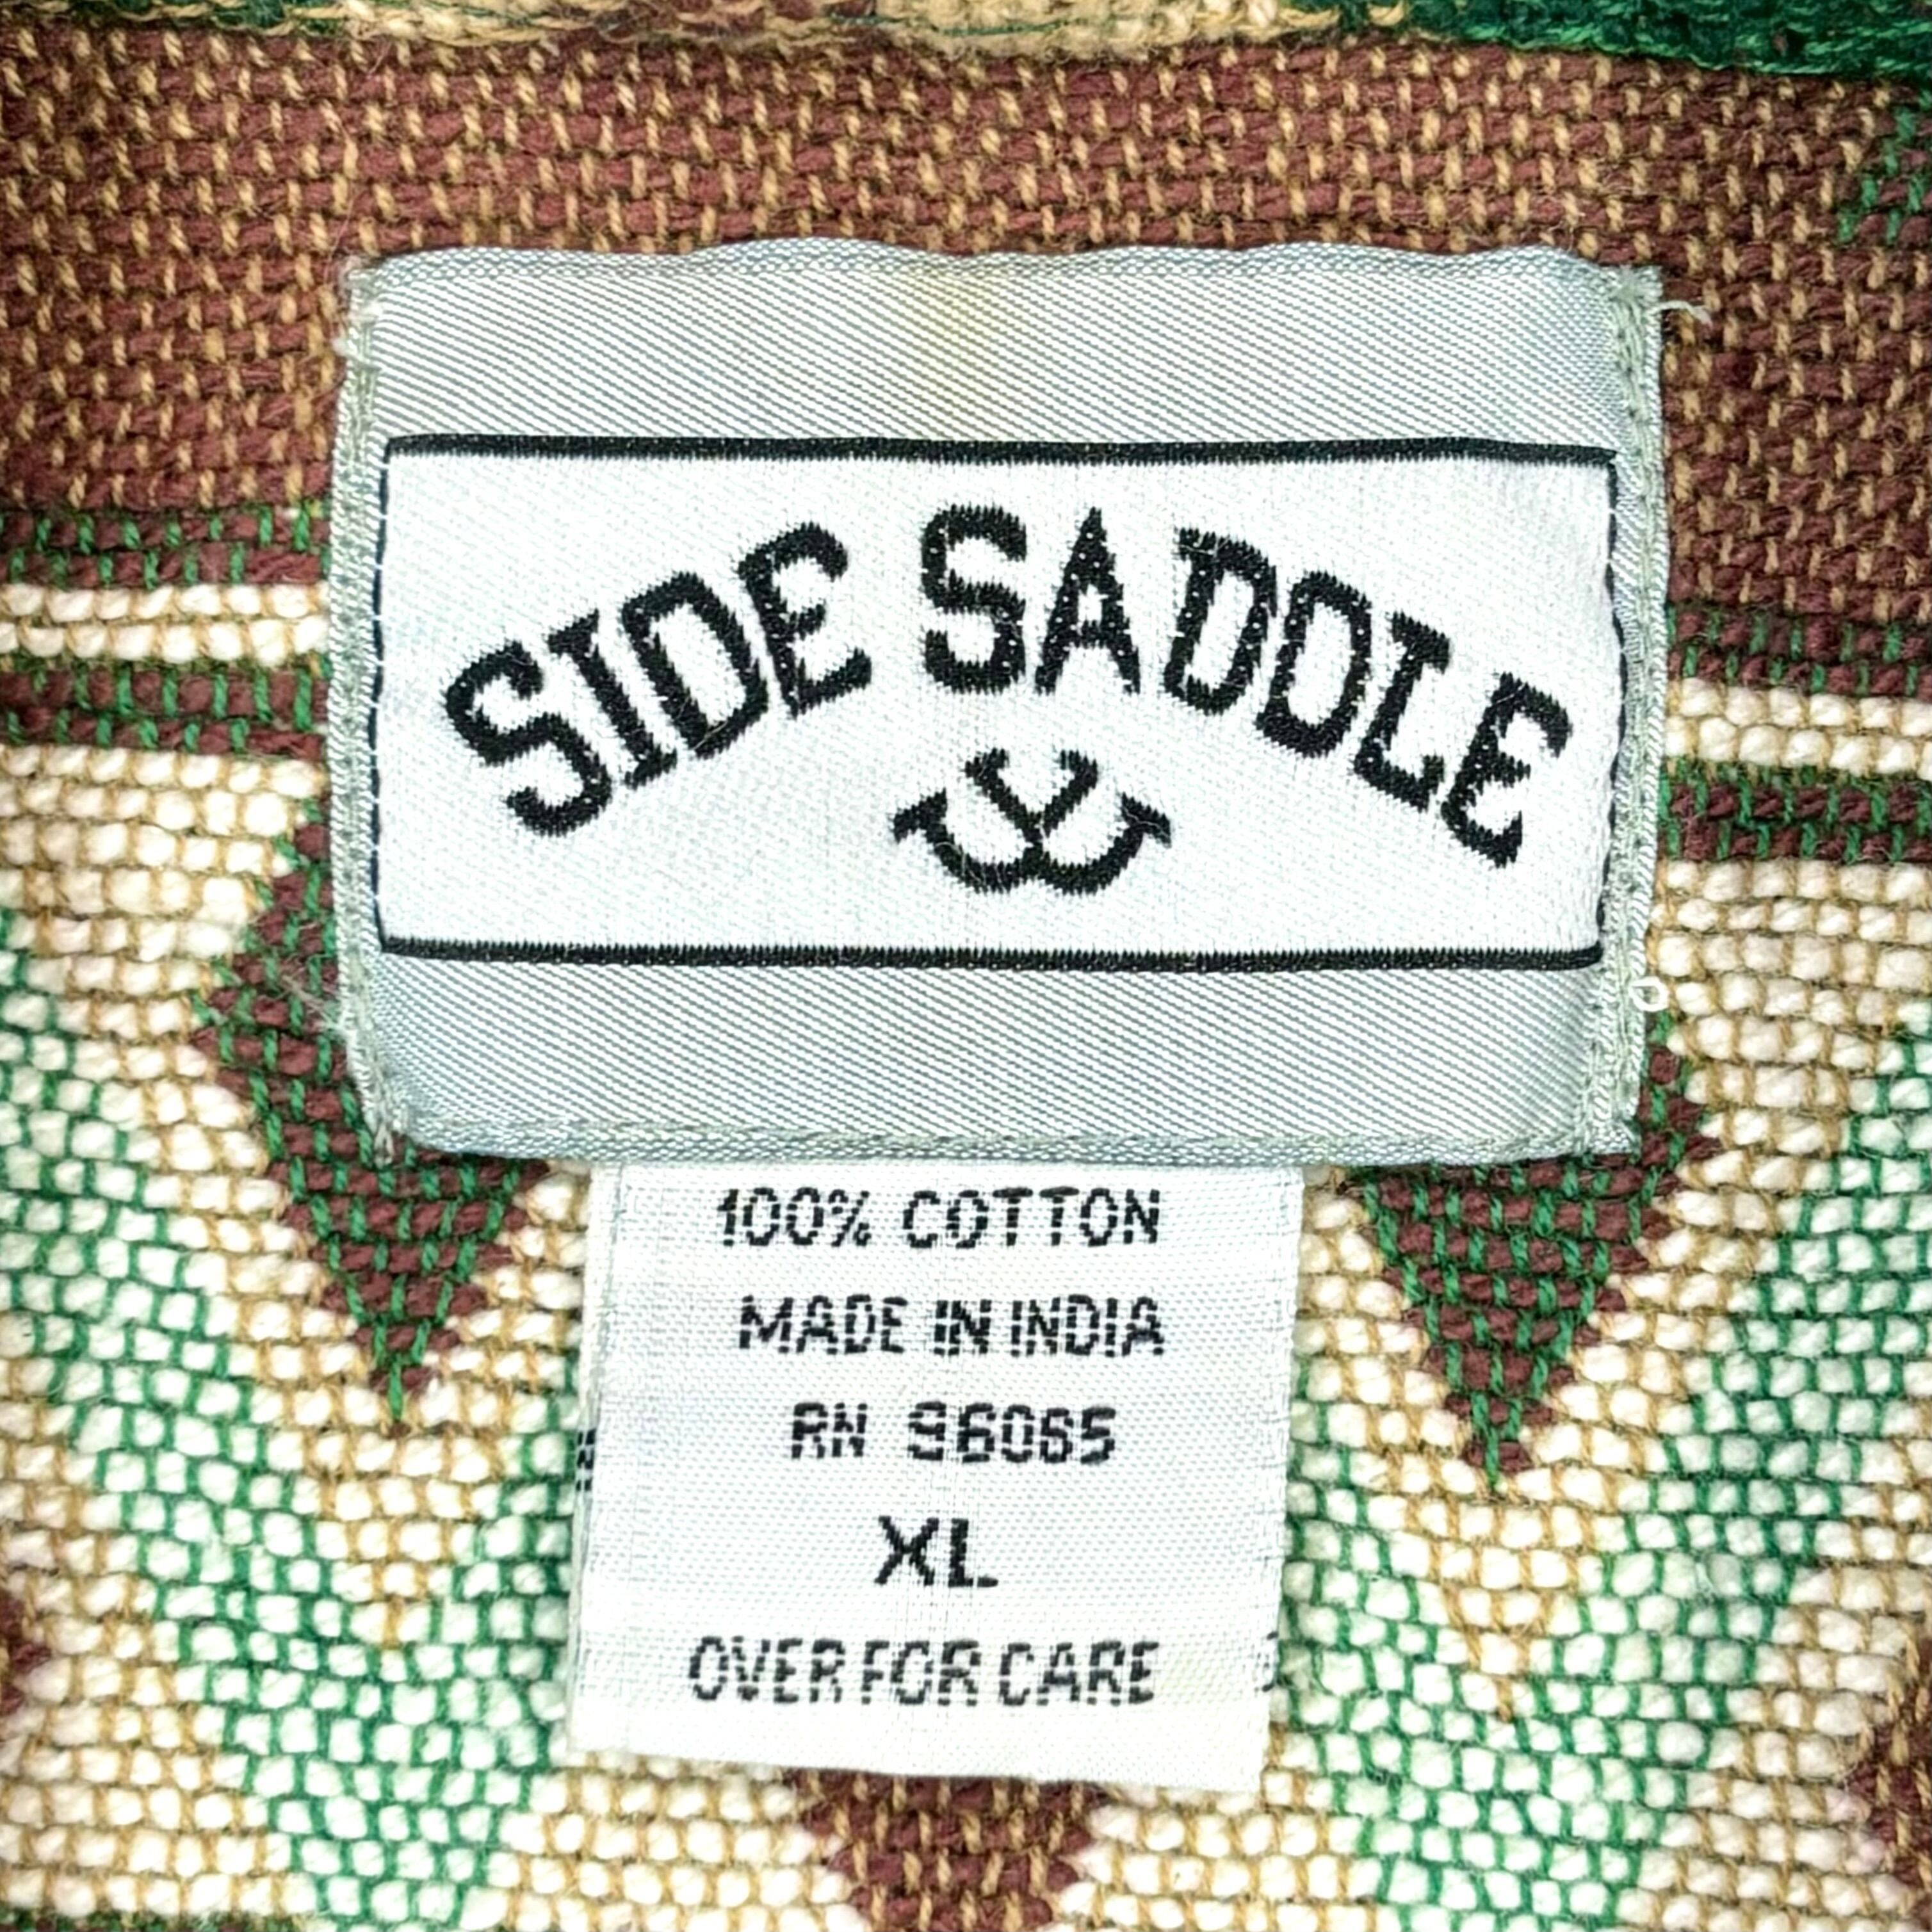 SIDE SADDLE
100% COTTON
MADE IN INDIA
RN 96065
XL
OVER FOR CARE